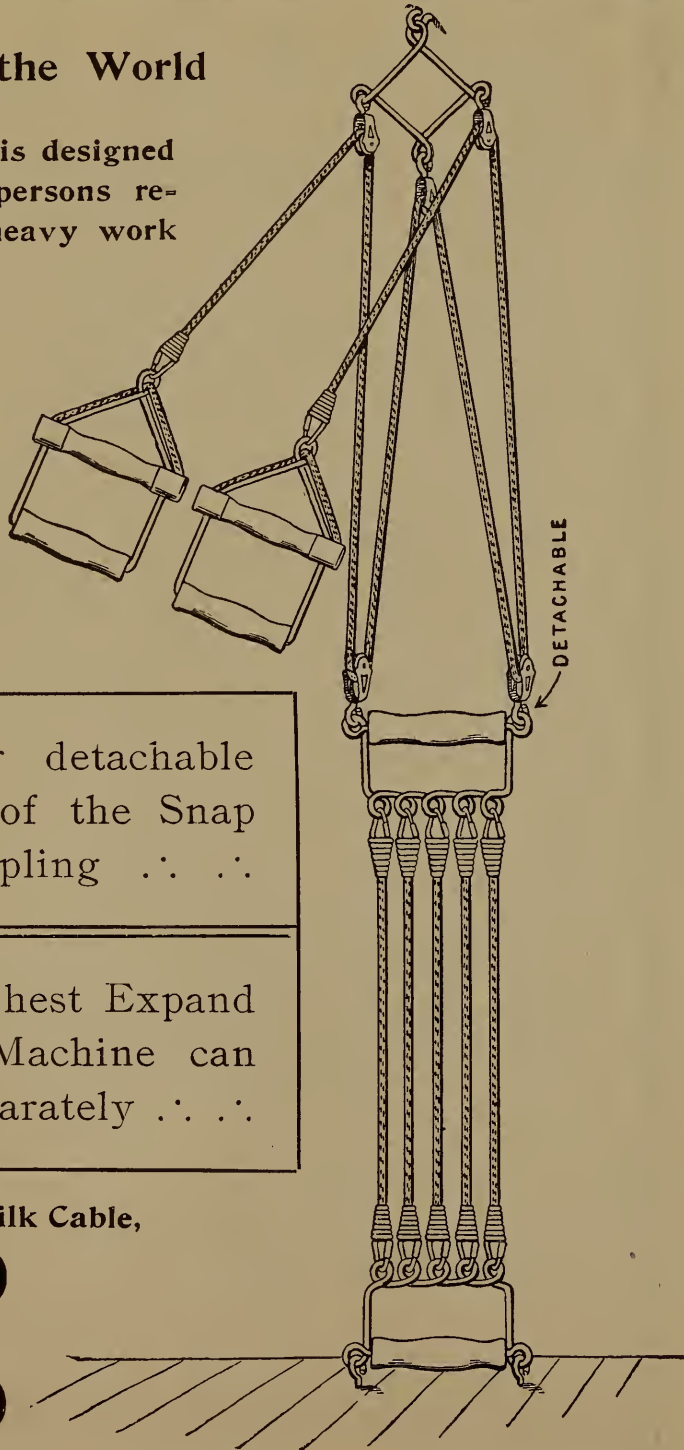 the World
is designed
persons re=
heavy work
DETACHABLE
detachable
of the Snap
pling .·. .·.
hest Expand
Machine can
arately .·. .·.
ilk Cable,